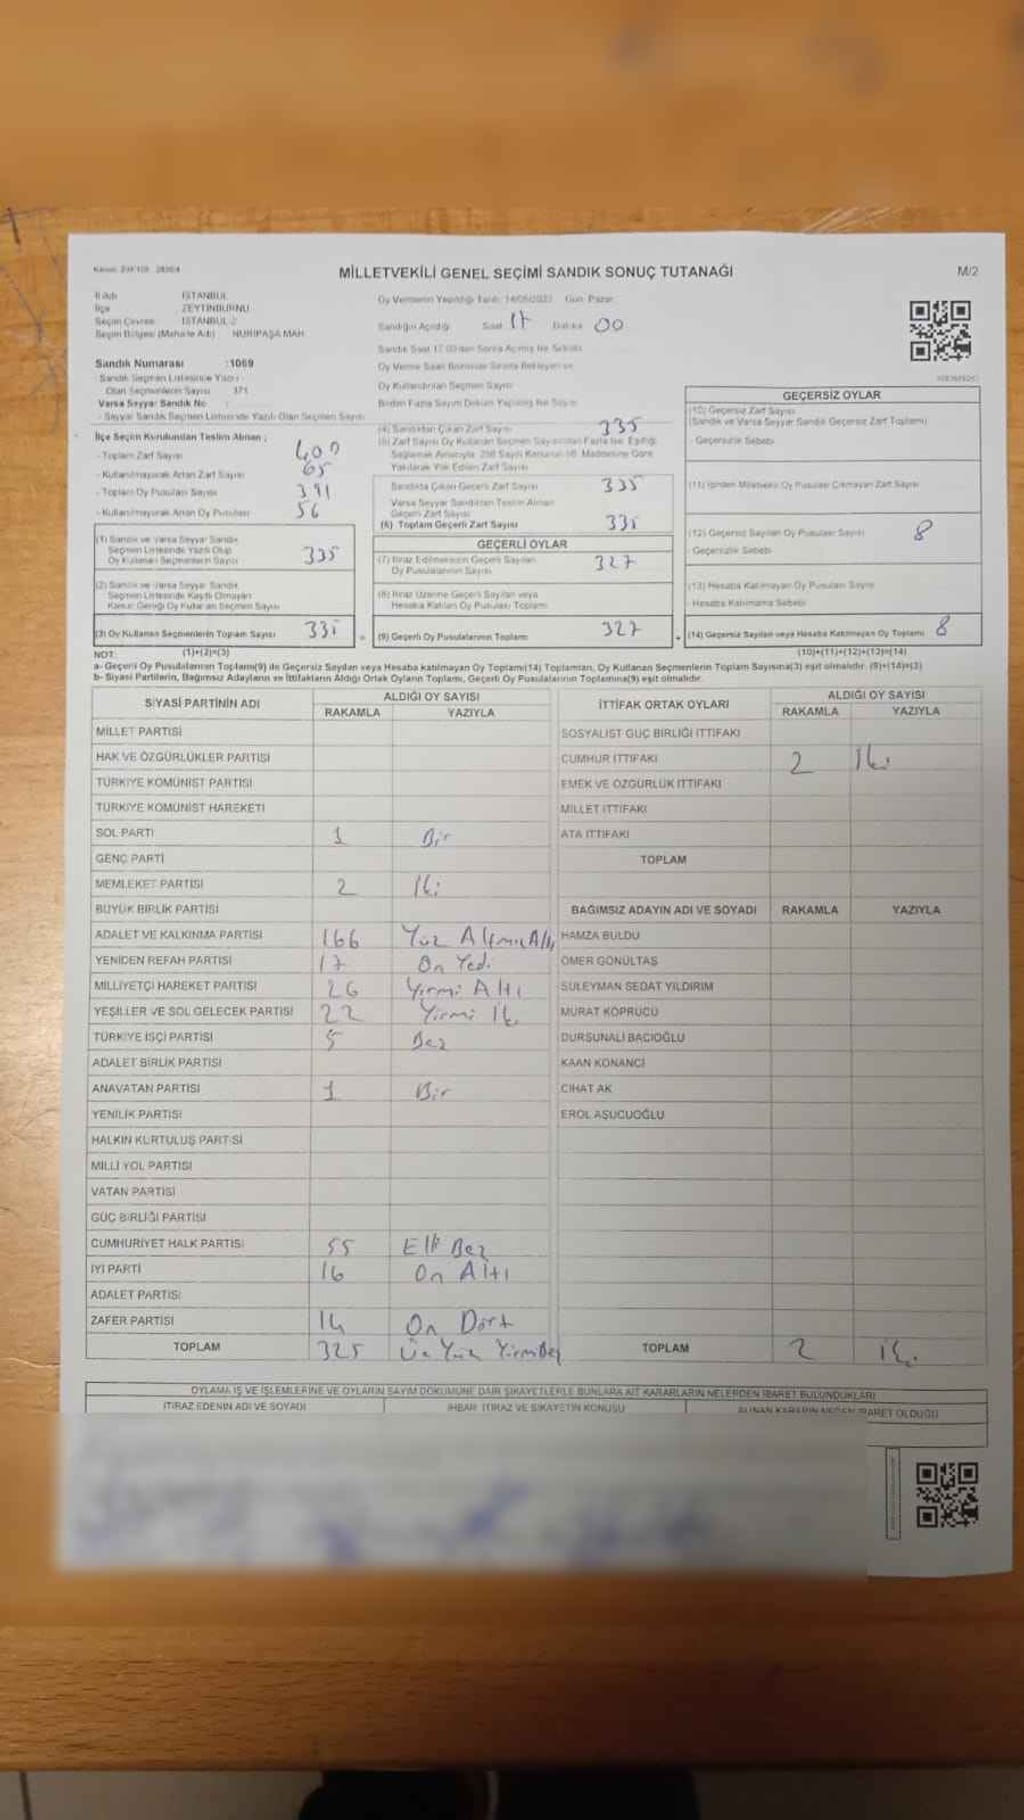 MİLLETVEKİLİ GENEL SEÇİMİ SANDIK SONUÇ TUTANAĞI
M/2
İl Adı İSTANBUL
İlçe ZEYTİNBURNU
Seçim Çevresi İSTANBUL-2
Seçim Bölgesi (Mahalle Adı) NURİPAŞA MAH.
Oy Vermenin Yapıldığı Tarih: 14/05/2023 Gün: Pazar
Sandığın Açıldığı Saat 17 Dakika 00
Sandık Numarası :1069
Sandık Seçmen Listesinde Yazılı
Olan Seçmenlerin Sayısı 371
Varsa Seyyar Sandık No :
- Seyyar Sandık Seçmen Listesinde Yazılı Olan Seçmen Sayısı
İlçe Seçim Kurulundan Teslim Alınan ;
- Toplam Zarf Sayısı 400
- Kullanılmayarak Artan Zarf Sayısı 65
- Toplam Oy Pusulası Sayısı 391
- Kullanılmayarak Artan Oy Pusulası 56
(1) Sandık ve Varsa Seyyar Sandık
Seçmen Listesinde Yazılı Olup
Oy Kullanan Seçmenlerin Sayısı 335
(2) Sandık ve Varsa Seyyar Sandık
Seçmen Listesinde Kayıtlı Olmayan
Kanun Gereği Oy Kullanan Seçmen Sayısı
(3) Oy Kullanan Seçmenlerin Toplam Sayısı 335
Oy Kullandırılan Seçmen Sayısı
(4) Sandıktan Çıkan Zarf Sayısı 335
Sandıkta Çıkan Geçerli Zarf Sayısı 335
Varsa Seyyar Sandıktan Teslim Alınan
Geçerli Zarf Sayısı
(6) Toplam Geçerli Zarf Sayısı 335
GEÇERLİ OYLAR
(7) İtiraz Edilmeksizin Geçerli Sayılan
Oy Pusulalarının Sayısı 327
(8) İtiraz Üzerine Geçerli Sayılan veya
Hesaba Katılan Oy Pusulası Toplamı
(9) Geçerli Oy Pusulalarının Toplamı 327
GEÇERSİZ OYLAR
(10) Geçersiz Zarf Sayısı
(Sandık ve Varsa Seyyar Sandık Geçersiz Zarf Toplamı)
- Geçersizlik Sebebi
(11) İçinden Milletvekili Oy Pusulası Çıkmayan Zarf Sayısı
(12) Geçersiz Sayılan Oy Pusulası Sayısı 8
Geçersizlik Sebebi
(13) Hesaba Katılmayan Oy Pusulası Sayısı
- Hesaba Katılmama Sebebi
(14) Geçersiz Sayılan veya Hesaba Katılmayan Oy Toplamı 8
NOT: (1)+(2)=(3) (10)+(11)+(12)+(13)=(14)
a- Geçerli Oy Pusulalarının Toplamı(9) ile Geçersiz Sayılan veya Hesaba katılmayan Oy Toplamı(14) Toplamları, Oy Kullanan Seçmenlerin Toplam Sayısına(3) eşit olmalıdır. (9)+(14)=(3)
b- Siyasi Partilerin, Bağımsız Adayların ve İttifakların Aldığı Ortak Oyların Toplamı, Geçerli Oy Pusulalarının Toplamına(9) eşit olmalıdır.
SİYASİ PARTİNİN ADI ALDIĞI OY SAYISI
RAKAMLA YAZIYLA
MİLLET PARTİSİ
HAK VE ÖZGÜRLÜKLER PARTİSİ
TÜRKİYE KOMÜNİST PARTİSİ
TÜRKİYE KOMÜNİST HAREKETİ
SOL PARTİ 1 Bir
GENÇ PARTİ
MEMLEKET PARTİSİ 2 İki
BÜYÜK BİRLİK PARTİSİ
ADALET VE KALKINMA PARTİSİ 166 Yüz Altmış Altı
YENİDEN REFAH PARTİSİ 17 On Yedi
MİLLİYETÇİ HAREKET PARTİSİ 26 Yirmi Altı
YEŞİLLER VE SOL GELECEK PARTİSİ 22 Yirmi İki
TÜRKİYE İŞÇİ PARTİSİ 5 Beş
ADALET BİRLİK PARTİSİ
ANAVATAN PARTİSİ 1 Bir
YENİLİK PARTİSİ
HALKIN KURTULUŞ PARTİSİ
MİLLİ YOL PARTİSİ
VATAN PARTİSİ
GÜÇ BİRLİĞİ PARTİSİ
CUMHURİYET HALK PARTİSİ 55 Elli Beş
İYİ PARTİ 16 On Altı
ADALET PARTİSİ
ZAFER PARTİSİ 14 On Dört
TOPLAM 325 Üç Yüz Yirmi Beş
İTTİFAK ORTAK OYLARI ALDIĞI OY SAYISI
RAKAMLA YAZIYLA
SOSYALİST GÜÇ BİRLİĞİ İTTİFAKI
CUMHUR İTTİFAKI 2 İki
EMEK VE ÖZGÜRLÜK İTTİFAKI
MİLLET İTTİFAKI
ATA İTTİFAKI
TOPLAM
BAĞIMSIZ ADAYIN ADI VE SOYADI RAKAMLA YAZIYLA
HAMZA BULDU
ÖMER GÖNÜLTAŞ
SÜLEYMAN SEDAT YILDIRIM
MURAT KÖPRÜCÜ
DURSUNALİ BACIOĞLU
KAAN KONANCI
CİHAT AK
EROL AŞUCUOĞLU
TOPLAM 2 İki
OYLAMA İŞ VE İŞLEMLERİNE VE OYLARIN SAYIM DÖKÜMÜNE DAİR ŞİKAYETLERLE BUNLARA AİT KARARLARIN NELERDEN İBARET BULUNDUKLARI
İTİRAZ EDENİN ADI VE SOYADI İHBAR İTİRAZ VE ŞİKAYETİN KONUSU ALINAN KARARIN NEDEN İBARET OLDUĞU